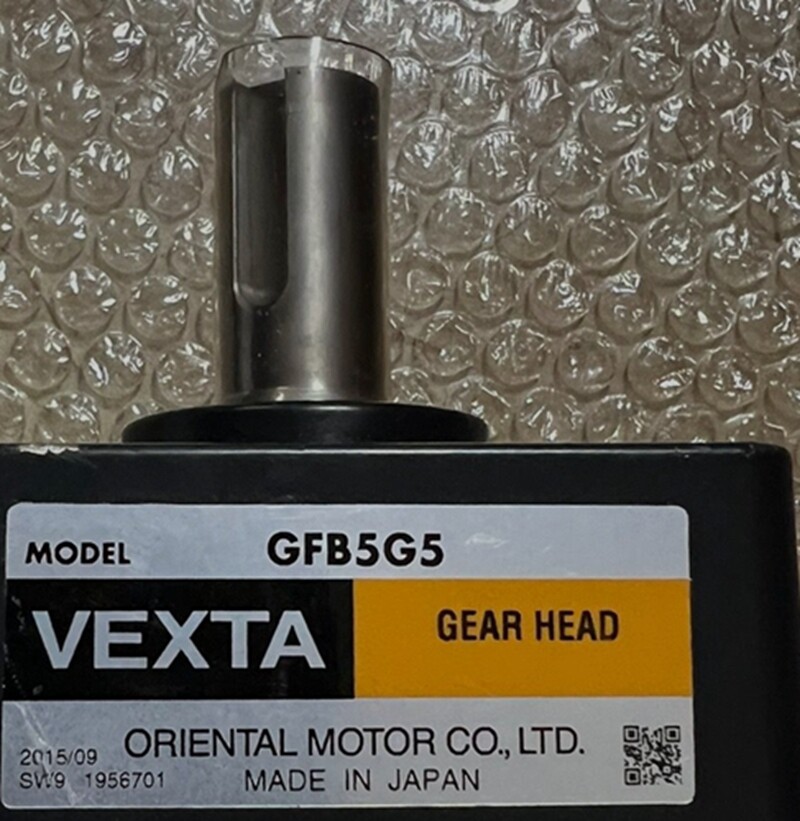 MODEL GFB5G5
VEXTA GEAR HEAD
ORIENTAL MOTOR CO., LTD.
2015/09
SW9 1956701 MADE IN JAPAN